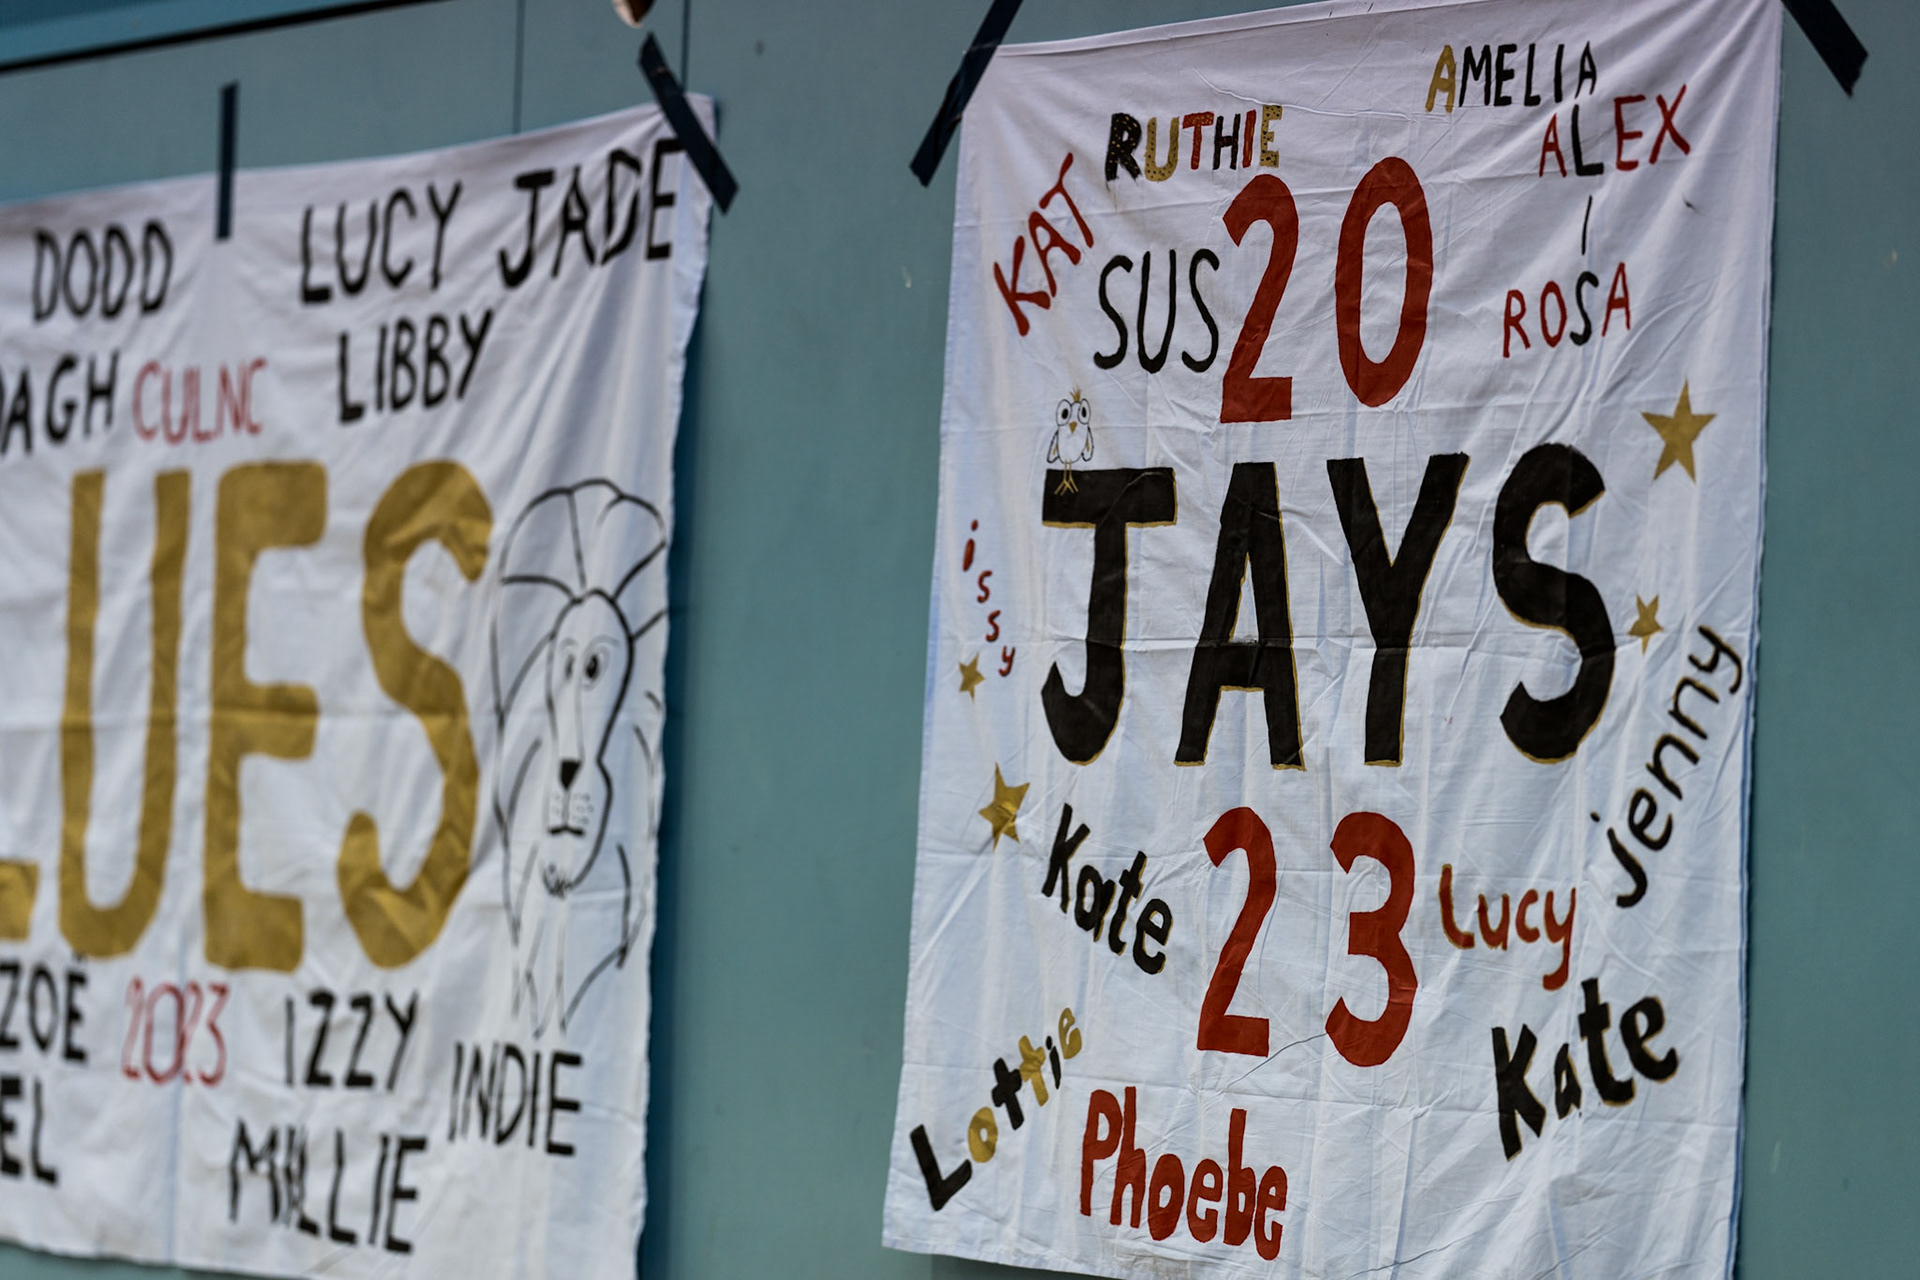 DODD
LUCY JADE
AGH
CULNC
LIBBY
LUES
ZOË
2023
IZZY
INDIE
EL
MILLIE
AMELIA
RUTHIE
ALEX
KAT
ALIS
SUS
20
ROSA
JAYS
issy
jenny
Kate
23
Lucy
Kate
Lottie
Phoebe